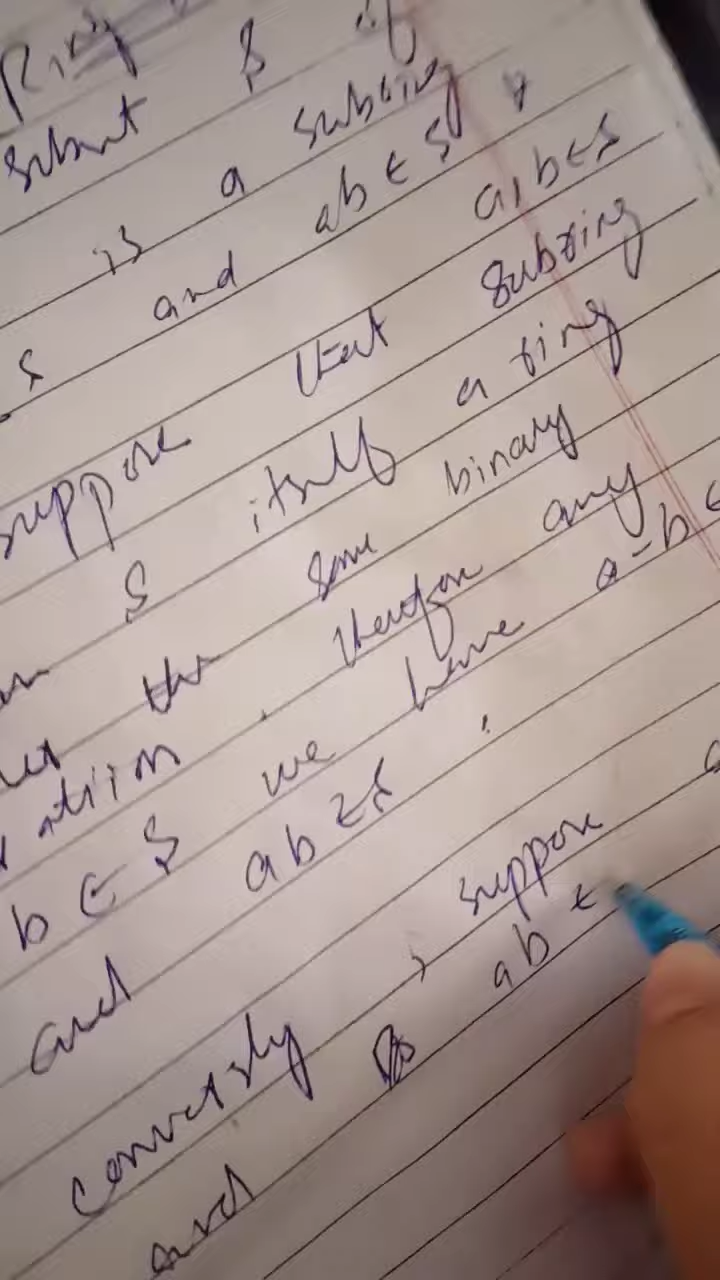 Ring
Subset S of
is a subring
S and ab ∈ S ∀
a, b ∈ S
suppose that subring
S itself a ring
the same binary
ation. therefore any
b ∈ S we have a-b ∈
and ab ∈ S.
conversely, suppose a
and ab ∈